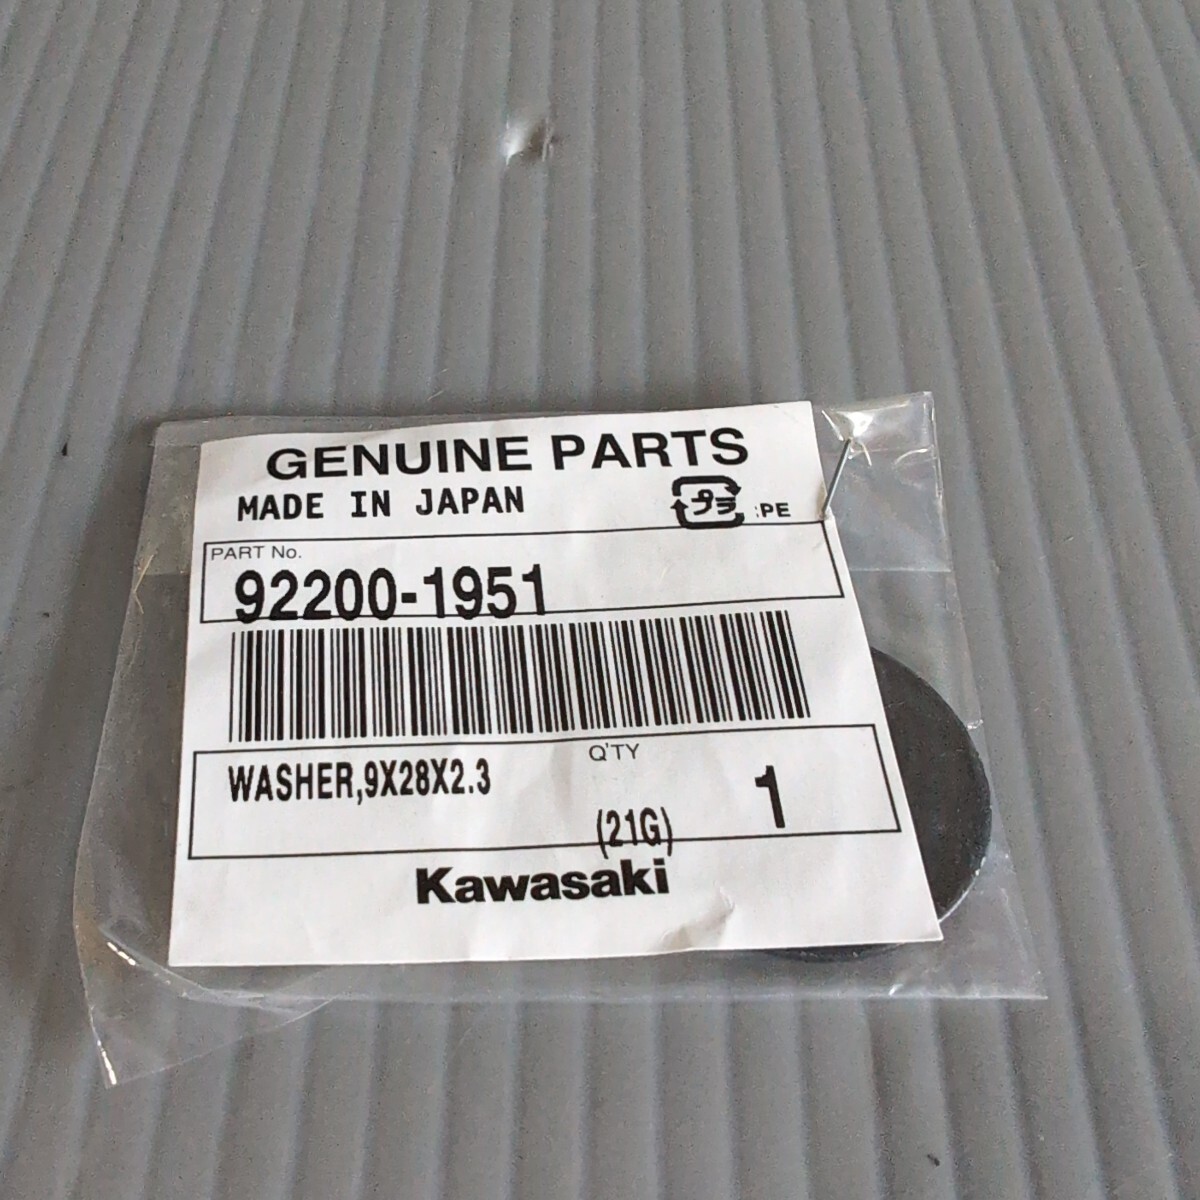 GENUINE PARTS
MADE IN JAPAN
プラ :PE
PART No.
92200-1951
WASHER,9X28X2.3
Q'TY
1
(21G)
Kawasaki